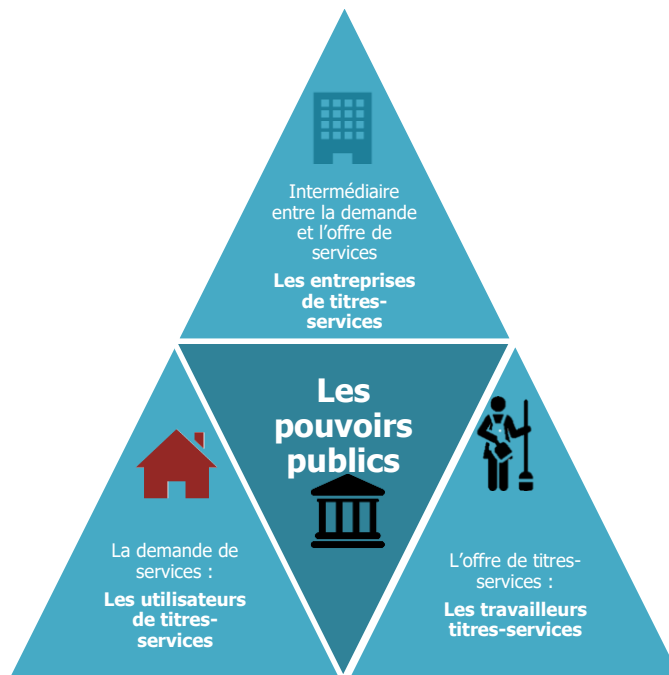 Intermédiaire
entre la demande
et l’offre de
services
Les entreprises
de titres-
services
Les
pouvoirs
publics
La demande de
services :
Les utilisateurs
de titres-
services
L’offre de titres-
services :
Les travailleurs
titres-services